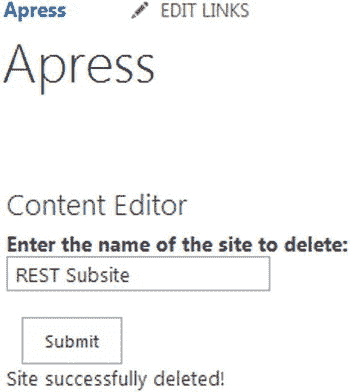 Apress EDIT LINKS
Apress
Content Editor
Enter the name of the site to delete:
REST Subsite
Submit
Site successfully deleted!